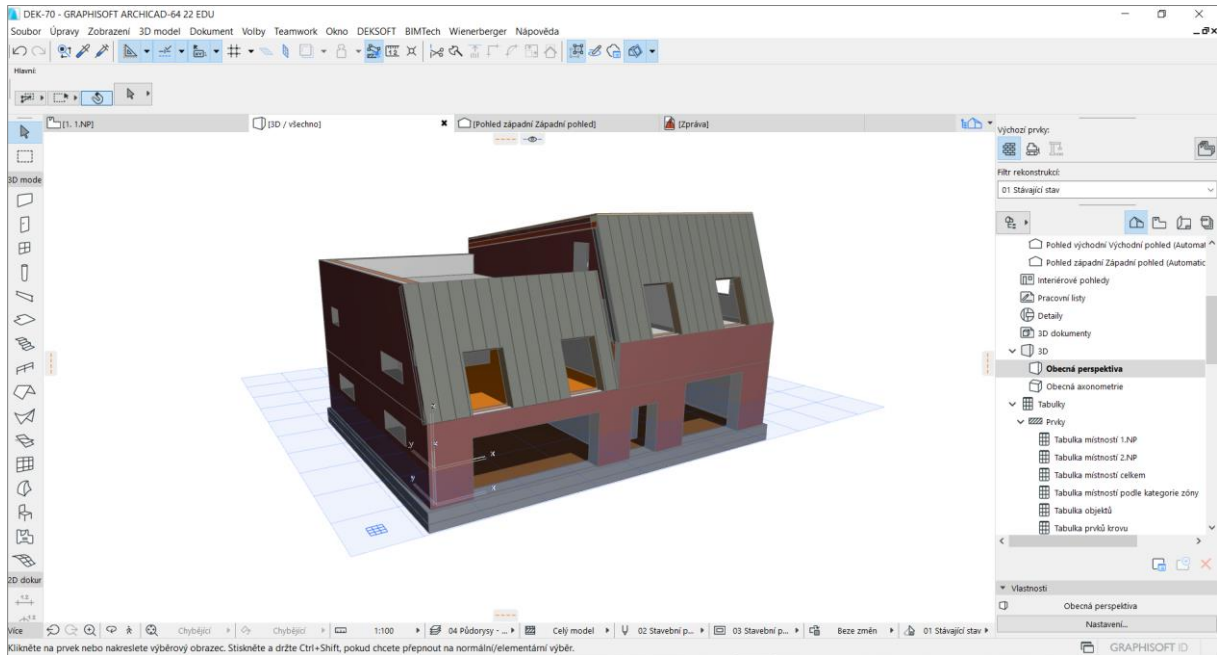 DEK-70 - GRAPHISOFT ARCHICAD-64 22 EDU
Soubor Úpravy Zobrazení 3D model Dokument Volby Teamwork Okno DEKSOFT BIMTech Wienerberger Nápověda
Hlavní:
[1. 1.NP]
[3D / všechno]
[Pohled západní Západní pohled]
[Zpráva]
3D mode
2D dokur
Více
x
y
x
y
x
Výchozí prvky:
Filtr rekonstrukcí:
01 Stávající stav
Pohled východní Východní pohled (Automat
Pohled západní Západní pohled (Automatic
Interiérové pohledy
Pracovní listy
Detaily
3D dokumenty
3D
Obecná perspektiva
Obecná axonometrie
Tabulky
Prvky
Tabulka místností 1.NP
Tabulka místností 2.NP
Tabulka místností celkem
Tabulka místností podle kategorie zóny
Tabulka objektů
Tabulka prvků krovu
Vlastnosti
Obecná perspektiva
Nastavení...
Chybějící Chybějící 1:100 04 Půdorysy - ... Celý model 02 Stavební p... 03 Stavební p... Beze změn 01 Stávající stav
Klikněte na prvek nebo nakreslete výběrový obrazec. Stiskněte a držte Ctrl+Shift, pokud chcete přepnout na normální/elementární výběr.
GRAPHISOFT ID